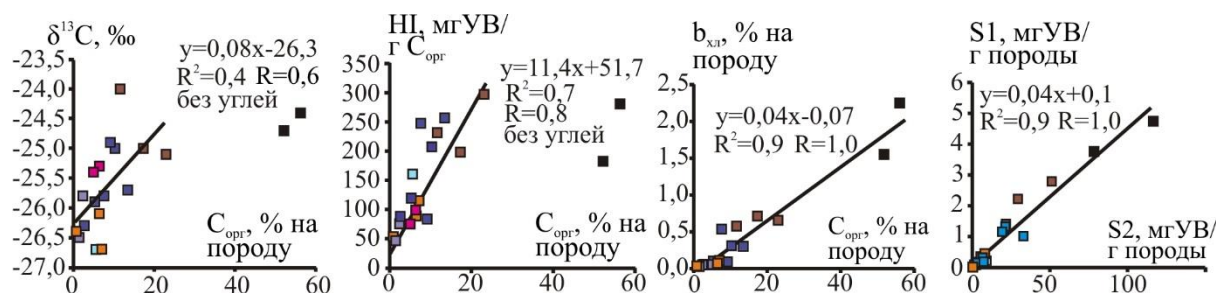 δ¹³C, ‰
y=0,08x-26,3
R²=0,4 R=0,6
без углей
-23,5
-24,0
-24,5
-25,0
-25,5
-26,0
-26,5
-27,0
Cорг, % на
породу
0 20 40 60
HI, мгУВ/
г Cорг
y=11,4x+51,7
R²=0,7
R=0,8
без углей
350
300
250
200
150
100
50
0
Cорг, % на
породу
0 20 40 60
bхл, % на
породу
y=0,04x-0,07
R²=0,9 R=1,0
2,5
2,0
1,5
1,0
0,5
0,0
Cорг, % на
породу
0 20 40 60
S1, мгУВ/
г породы
y=0,04x+0,1
R²=0,9 R=1,0
6
5
4
3
2
1
0
S2, мгУВ/
г породы
0 50 100